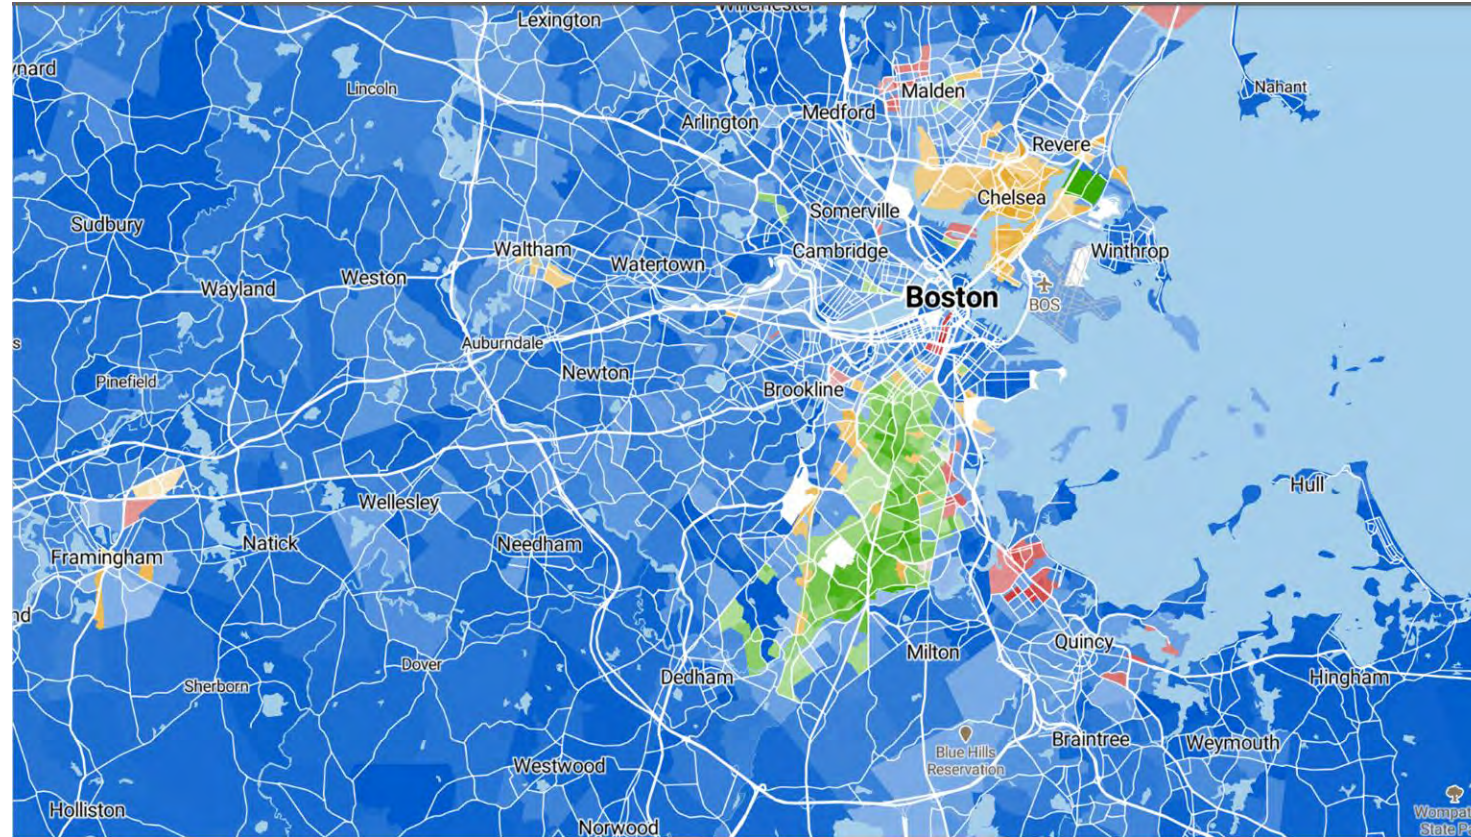 Lexington
Lincoln
Malden
Nahant
Medford
Arlington
Revere
Chelsea
Somerville
Sudbury
Waltham
Cambridge
Winthrop
Watertown
Weston
Wayland
Boston
BOS
Auburndale
Newton
Pinefield
Brookline
Hull
Wellesley
Framingham
Natick
Needham
Quincy
Milton
Dover
Dedham
Hingham
Sherborn
Blue Hills
Reservation
Braintree
Weymouth
Westwood
Holliston
Norwood